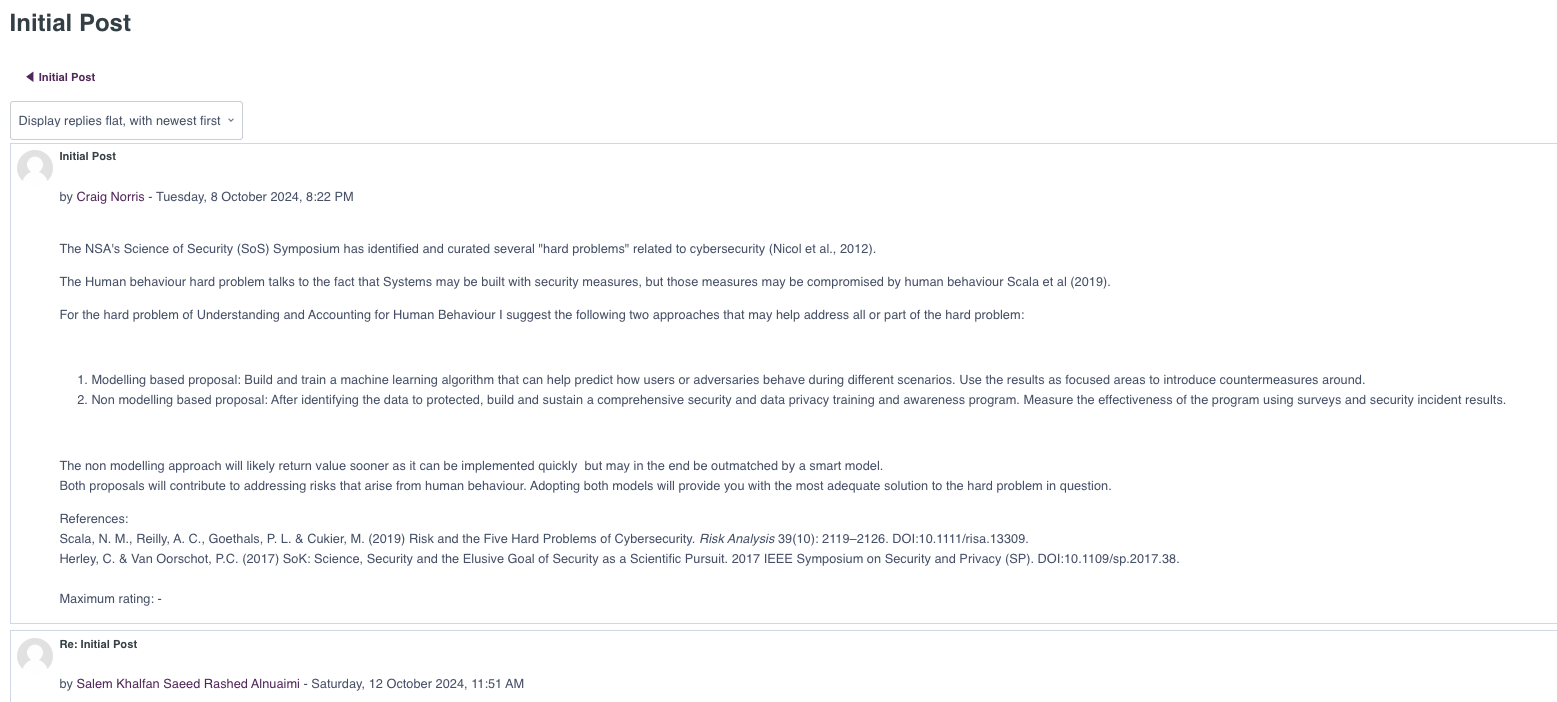 Initial Post
Initial Post
Display replies flat, with newest first
Initial Post
by Craig Norris - Tuesday, 8 October 2024, 8:22 PM
The NSA's Science of Security (SoS) Symposium has identified and curated several "hard problems" related to cybersecurity (Nicol et al., 2012).
The Human behaviour hard problem talks to the fact that Systems may be built with security measures, but those measures may be compromised by human behaviour Scala et al (2019).
For the hard problem of Understanding and Accounting for Human Behaviour I suggest the following two approaches that may help address all or part of the hard problem:
1. Modelling based proposal: Build and train a machine learning algorithm that can help predict how users or adversaries behave during different scenarios. Use the results as focused areas to introduce countermeasures around.
2. Non modelling based proposal: After identifying the data to protected, build and sustain a comprehensive security and data privacy training and awareness program. Measure the effectiveness of the program using surveys and security incident results.
The non modelling approach will likely return value sooner as it can be implemented quickly  but may in the end be outmatched by a smart model.
Both proposals will contribute to addressing risks that arise from human behaviour. Adopting both models will provide you with the most adequate solution to the hard problem in question.
References:
Scala, N. M., Reilly, A. C., Goethals, P. L. & Cukier, M. (2019) Risk and the Five Hard Problems of Cybersecurity. Risk Analysis 39(10): 2119–2126. DOI:10.1111/risa.13309.
Herley, C. & Van Oorschot, P.C. (2017) SoK: Science, Security and the Elusive Goal of Security as a Scientific Pursuit. 2017 IEEE Symposium on Security and Privacy (SP). DOI:10.1109/sp.2017.38.
Maximum rating: -
Re: Initial Post
by Salem Khalfan Saeed Rashed Alnuaimi - Saturday, 12 October 2024, 11:51 AM